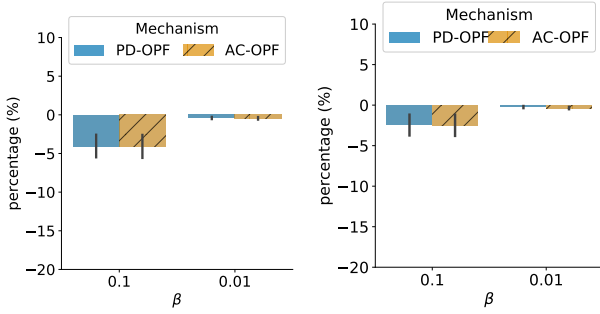 Mechanism
PD-OPF AC-OPF
percentage (%)
10
5
0
−5
−10
−15
−20
0.1 0.01
β
Mechanism
PD-OPF AC-OPF
percentage (%)
10
5
0
−5
−10
−15
−20
0.1 0.01
β